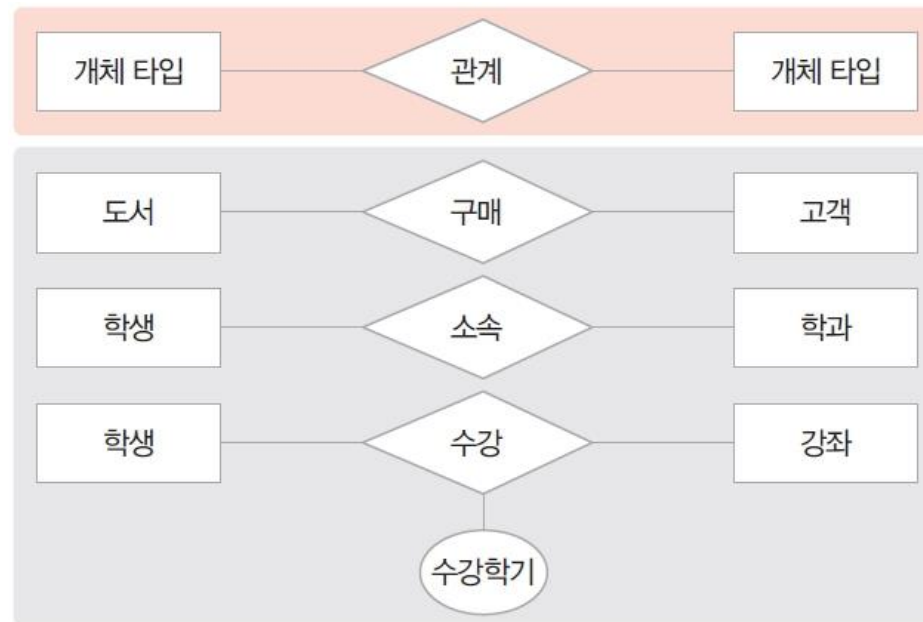 개체 타입 관계 개체 타입
도서 구매 고객
학생 소속 학과
학생 수강 강좌
수강학기